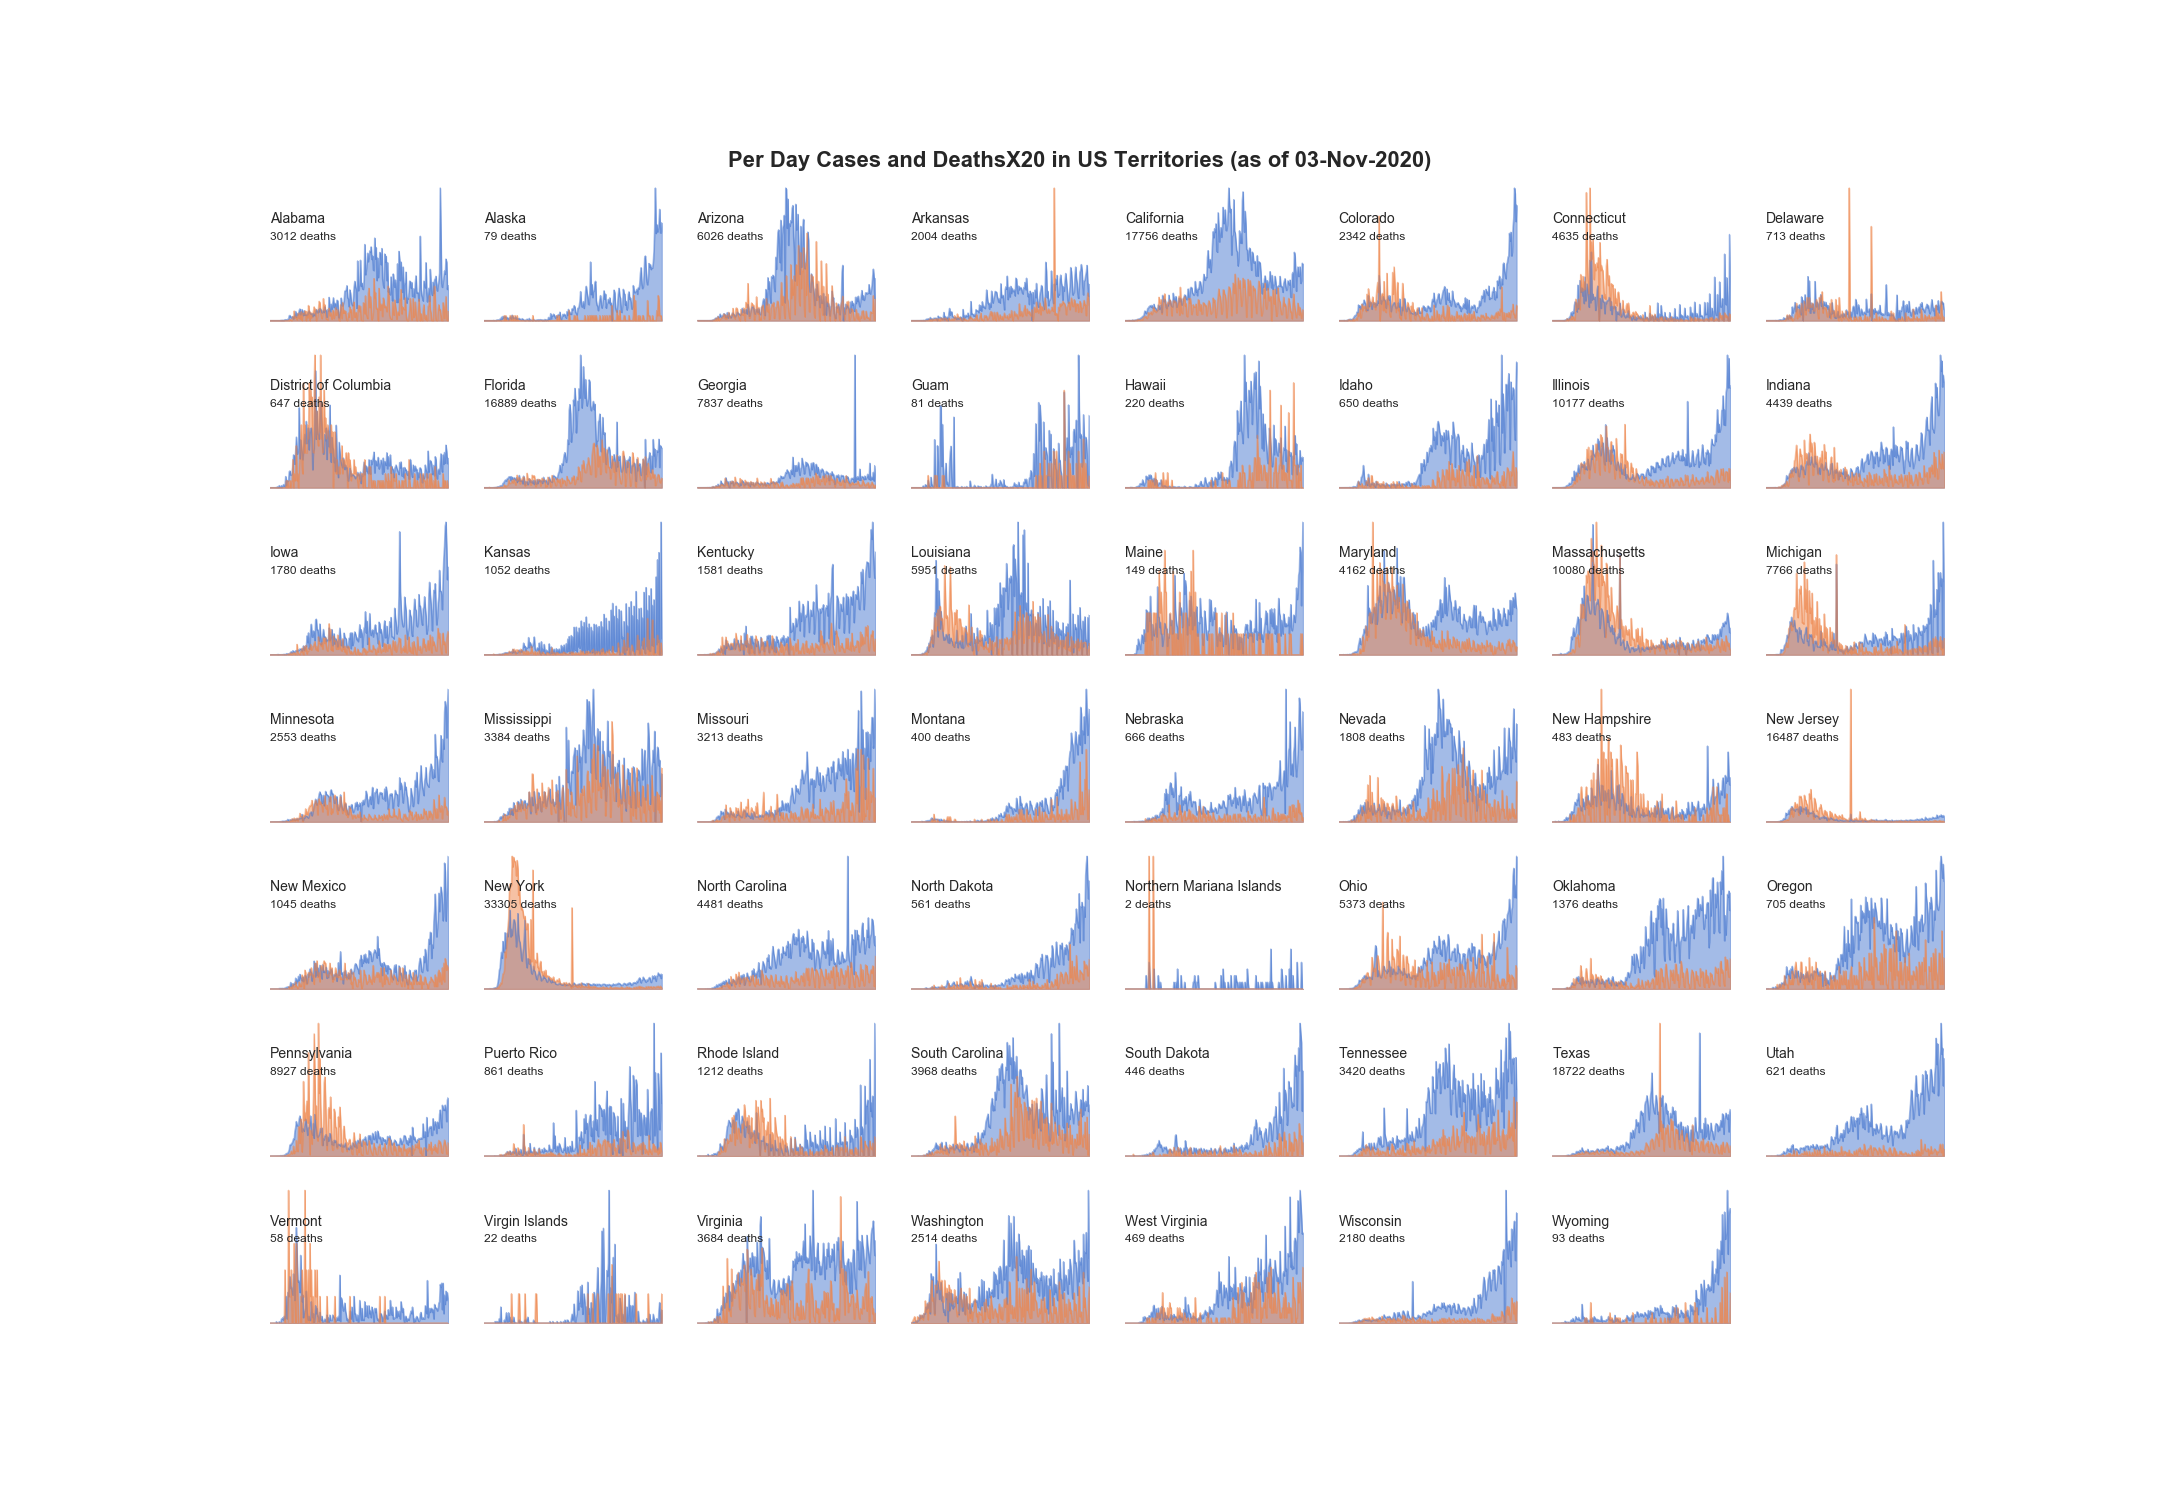 Per Day Cases and DeathsX20 in US Territories (as of 03-Nov-2020)
Alabama
3012 deaths
Alaska
79 deaths
Arizona
6026 deaths
Arkansas
2004 deaths
California
17756 deaths
Colorado
2342 deaths
Connecticut
4635 deaths
Delaware
713 deaths
District of Columbia
647 deaths
Florida
16889 deaths
Georgia
7837 deaths
Guam
81 deaths
Hawaii
220 deaths
Idaho
650 deaths
Illinois
10177 deaths
Indiana
4439 deaths
Iowa
1780 deaths
Kansas
1052 deaths
Kentucky
1581 deaths
Louisiana
5951 deaths
Maine
149 deaths
Maryland
4162 deaths
Massachusetts
10080 deaths
Michigan
7766 deaths
Minnesota
2553 deaths
Mississippi
3384 deaths
Missouri
3213 deaths
Montana
400 deaths
Nebraska
666 deaths
Nevada
1808 deaths
New Hampshire
483 deaths
New Jersey
16487 deaths
New Mexico
1045 deaths
New York
33305 deaths
North Carolina
4481 deaths
North Dakota
561 deaths
Northern Mariana Islands
2 deaths
Ohio
5373 deaths
Oklahoma
1376 deaths
Oregon
705 deaths
Pennsylvania
8927 deaths
Puerto Rico
861 deaths
Rhode Island
1212 deaths
South Carolina
3968 deaths
South Dakota
446 deaths
Tennessee
3420 deaths
Texas
18722 deaths
Utah
621 deaths
Vermont
58 deaths
Virgin Islands
22 deaths
Virginia
3684 deaths
Washington
2514 deaths
West Virginia
469 deaths
Wisconsin
2180 deaths
Wyoming
93 deaths